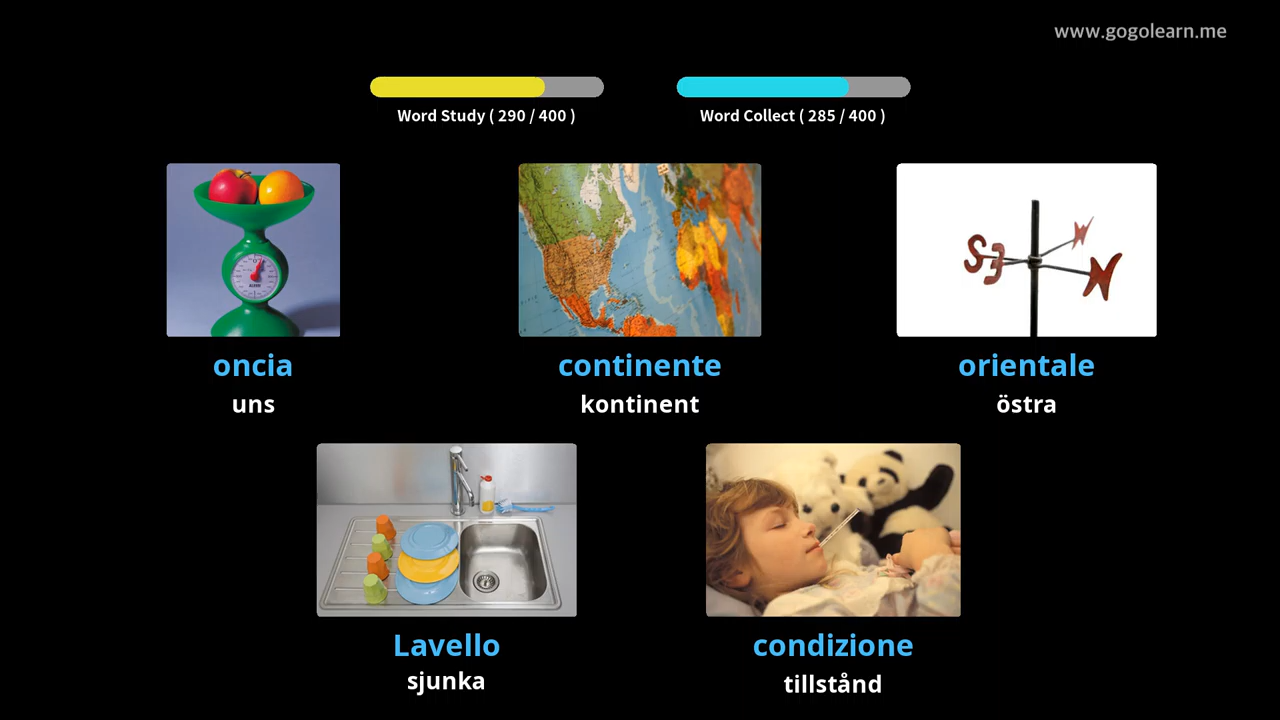 www.gogolearn.me
Word Study ( 290 / 400 )
Word Collect ( 285 / 400 )
oncia
uns
continente
kontinent
orientale
östra
Lavello
sjunka
condizione
tillstånd